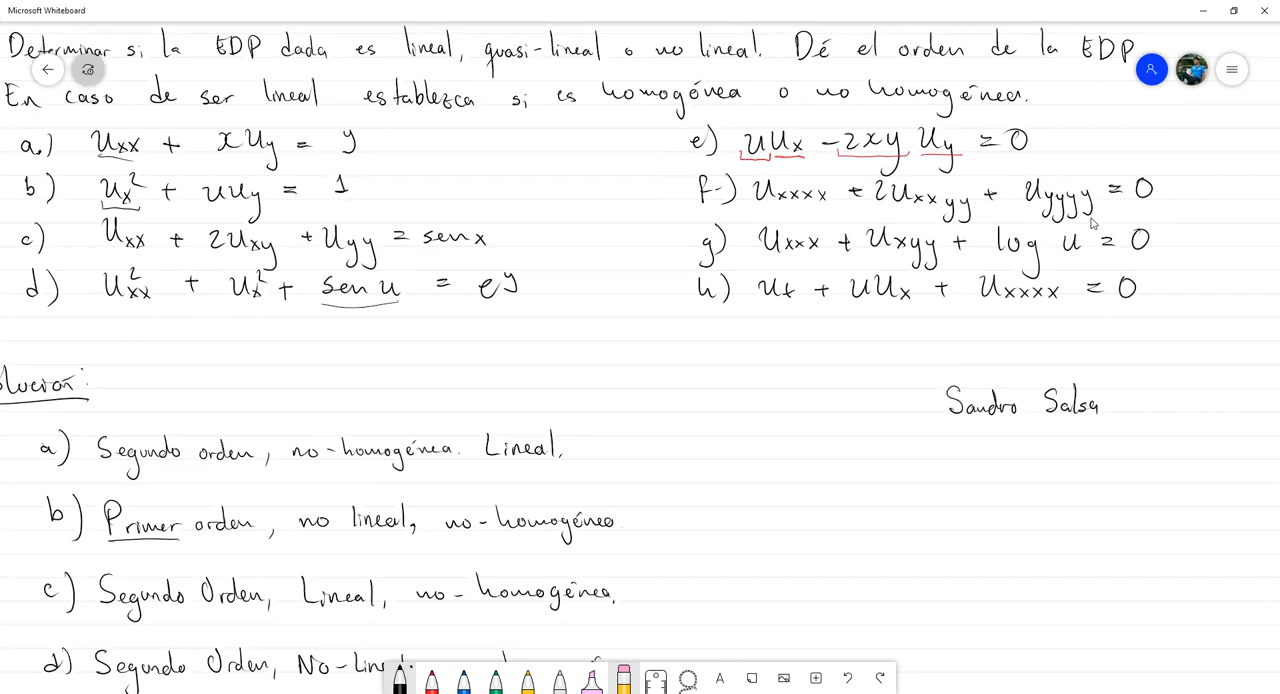 Microsoft Whiteboard
Determinar si la EDP dada es lineal, quasi-lineal o no lineal. Dé el orden de la EDP
En caso de ser lineal establezca si es homogénea o no homogénea.
a.) Uxx + xUy = y
b) Ux² + uUy = 1
c) Uxx + 2Uxy + Uyy = sen x
d) Uxx² + Ux² + sen u = e^y
e) UUx - 2xy Uy = 0
f-) Uxxxx + 2Uxxyy + Uyyyy = 0
g) Uxxx + Uxyy + log u = 0
h) Ut + UUx + Uxxxx = 0
olución:
Sandro Salsa
a) Segundo orden, no-homogénea. Lineal.
b) Primer orden, no lineal, no-homogénea.
c) Segundo Orden, Lineal, no-homogénea.
d) Segundo Orden, No-Line